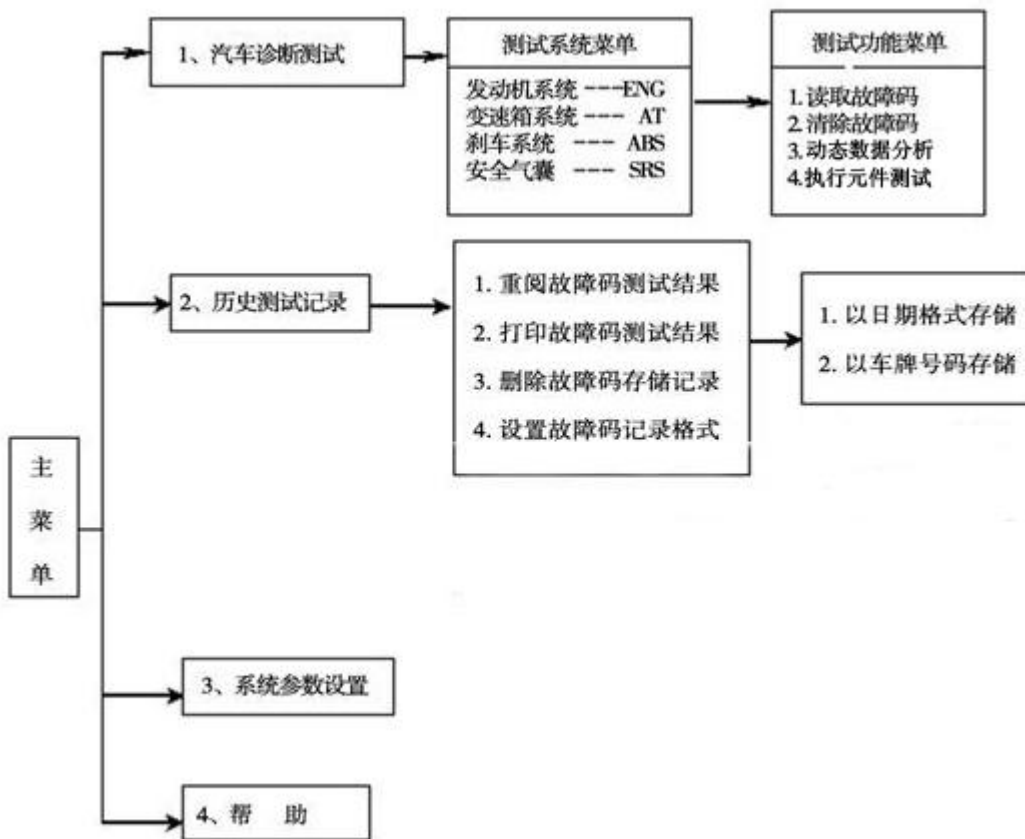 1、汽车诊断测试
测试系统菜单
发动机系统---ENG
变速箱系统--- AT
刹车系统 --- ABS
安全气囊 --- SRS
测试功能菜单
1.读取故障码
2.清除故障码
3.动态数据分析
4.执行元件测试
2、历史测试记录
1. 重阅故障码测试结果
2. 打印故障码测试结果
3. 删除故障码存储记录
4. 设置故障码记录格式
1. 以日期格式存储
2. 以车牌号码存储
主
菜
单
3、系统参数设置
4、帮 助